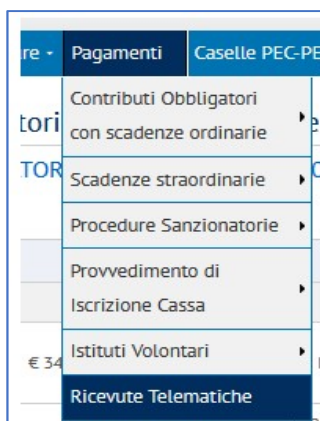 Pagamenti Caselle PEC-PE
Contributi Obbligatori
con scadenze ordinarie
Scadenze straordinarie
Procedure Sanzionatorie
Provvedimento di
Iscrizione Cassa
€ 34
Istituti Volontari
Ricevute Telematiche